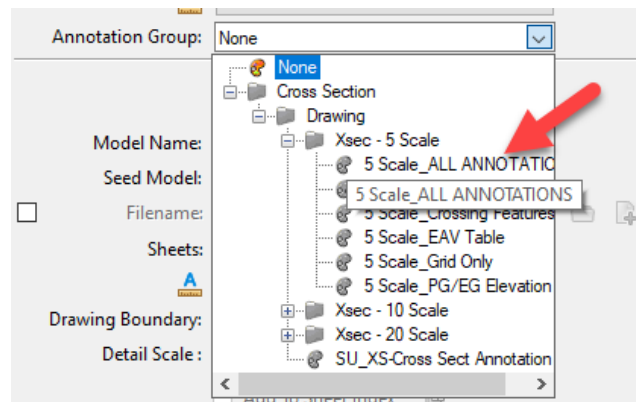 Annotation Group: None
None
Cross Section
Drawing
Model Name: Xsec - 5 Scale
5 Scale_ALL ANNOTATIO
Seed Model:
5 Scale_ALL ANNOTATIONS
Filename: 5 Scale_Crossing Features
5 Scale_EAV Table
Sheets:
5 Scale_Grid Only
A
5 Scale_PG/EG Elevation
Drawing Boundary: Xsec - 10 Scale
Xsec - 20 Scale
Detail Scale : SU_XS-Cross Sect Annotation